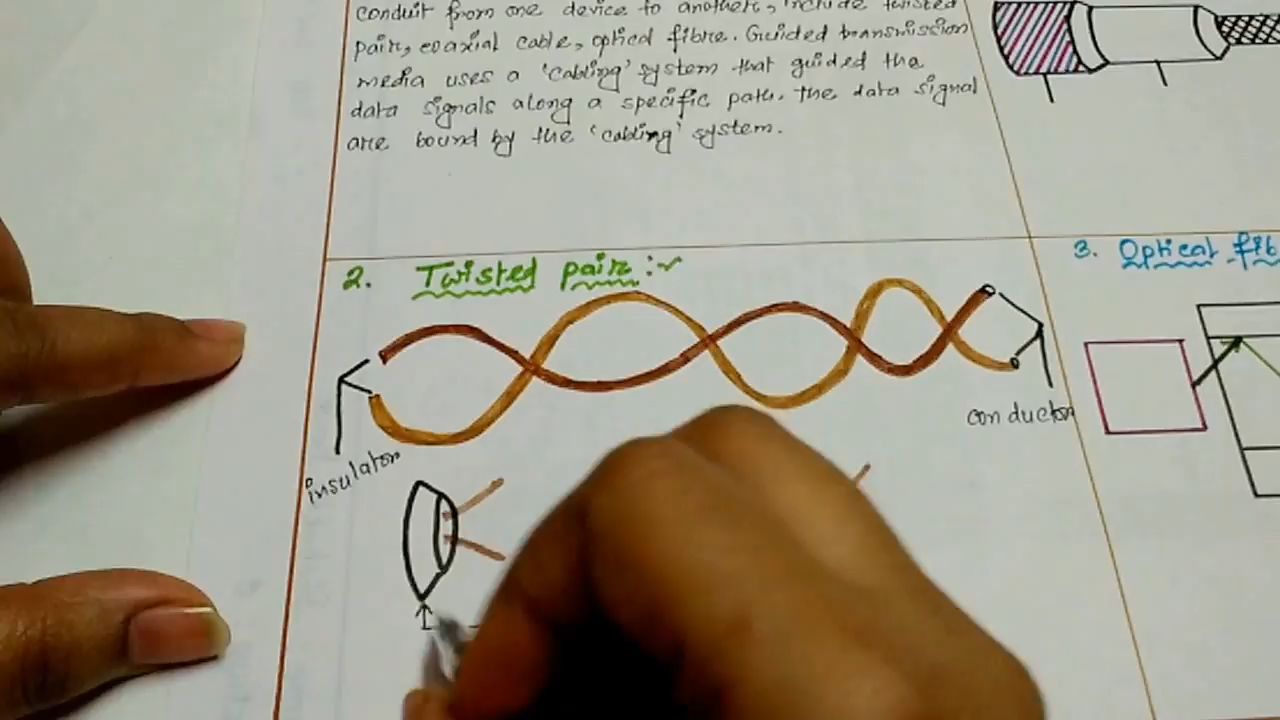 conduit from one device to another, include twisted
pair, coaxial cable, optical fibre. Guided transmission
media uses a 'cabling' system that guided the
data signals along a specific path. The data signal
are bound by the 'cabling' system.
2. Twisted pair :~
insulator
conductor
3. Optical fib